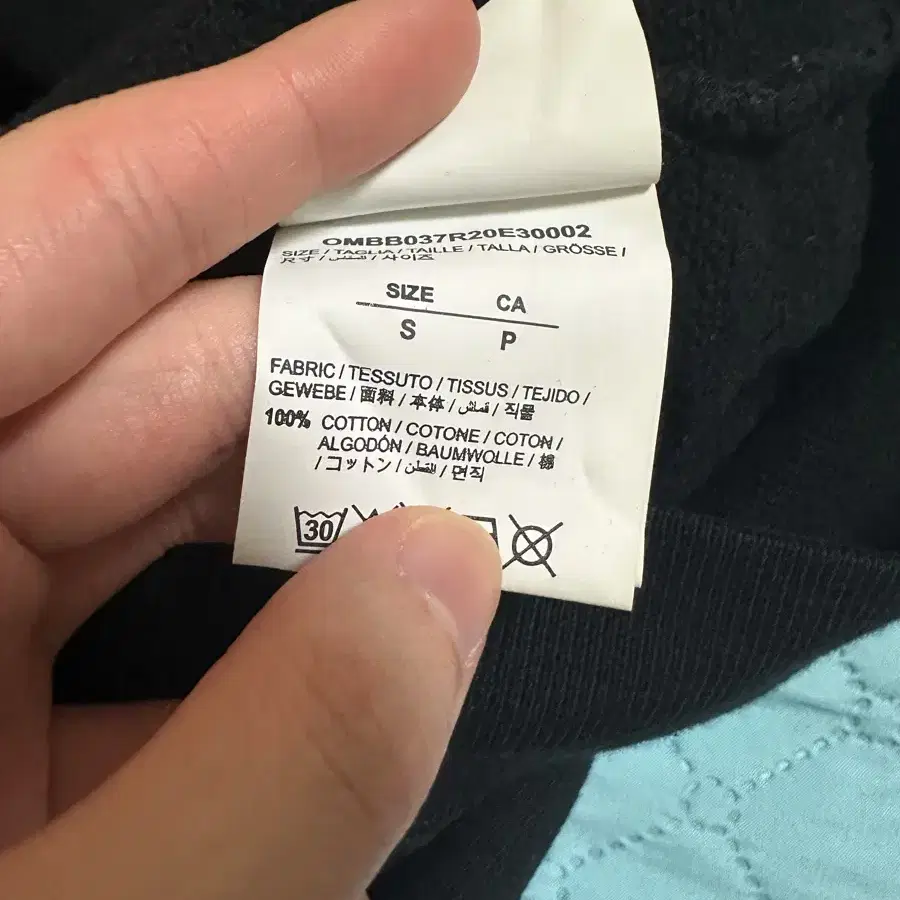 OMBB037R20E30002
SIZE / TAGLIA / TAILLE / TALLA / GRÖSSE /
尺寸 / المقاس / 사이즈
SIZE CA
S P
FABRIC / TESSUTO / TISSUS / TEJIDO /
GEWEBE / 面料 / 本体 / قماش / 직물
100% COTTON / COTONE / COTON /
ALGODÓN / BAUMWOLLE / 棉
/ コットン / القطن / 면직
30